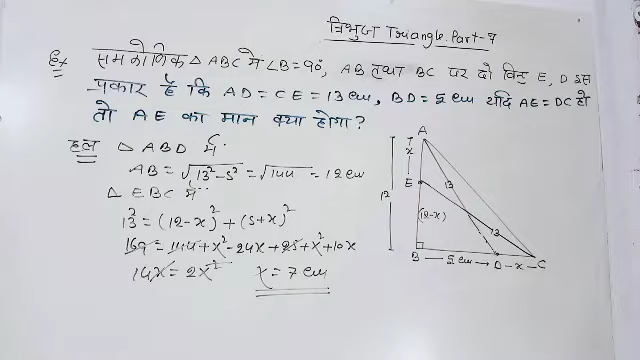 त्रिभुज Triangle. Part-7
Ex समकोणिक △ ABC मे ∠B=90°, AB तथा BC पर दो बिन्दु E, D इस
प्रकार हैं कि AD = CE = 13 cm, BD = 5 cm यदि AE = DC हो
तो AE का मान क्या होगा?
हल △ ABD में
AB = √13²-5² = √144 = 12 cm
△ EBC में
13² = (12-x)² + (5+x)²
169 = 144 + x² - 24x + 25 + x² + 10x
14x = 2x² x = 7 cm
A
x
E
13
12
(12-x)
13
B 5 cm D - x - C